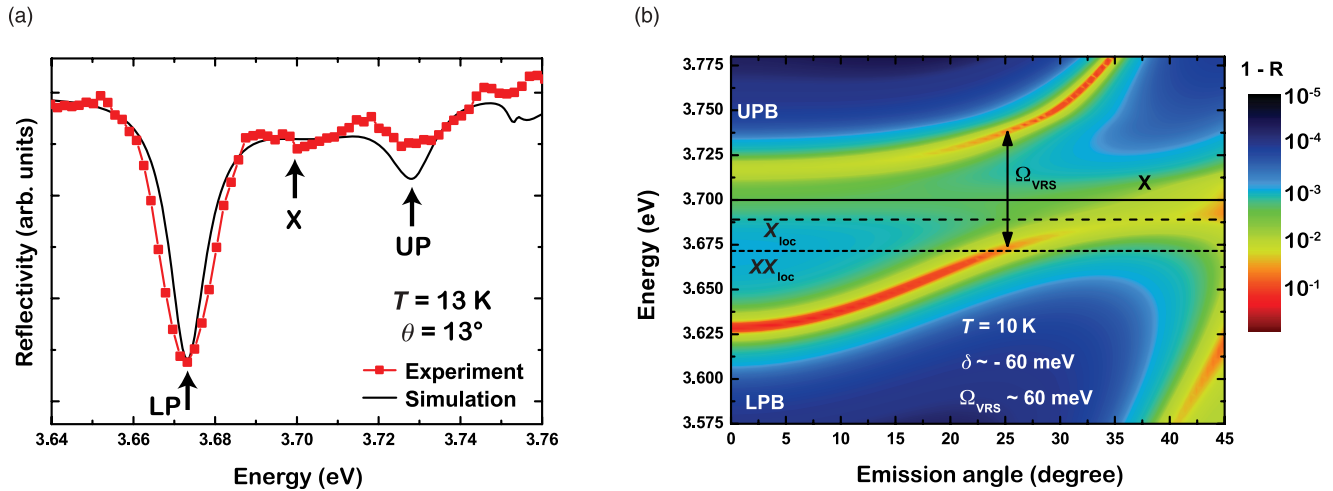 (a)
Reflectivity (arb. units)
LP
X
UP
T = 13 K
θ = 13°
Experiment
Simulation
3.64
3.66
3.68
3.70
3.72
3.74
3.76
Energy (eV)
(b)
Energy (eV)
3.775
3.750
3.725
3.700
3.675
3.650
3.625
3.600
3.575
UPB
Ω_VRS
X
X_loc
XX_loc
T = 10 K
δ ~ - 60 meV
Ω_VRS ~ 60 meV
LPB
0
5
10
15
20
25
30
35
40
45
Emission angle (degree)
1 - R
10⁻⁵
10⁻⁴
10⁻³
10⁻²
10⁻¹